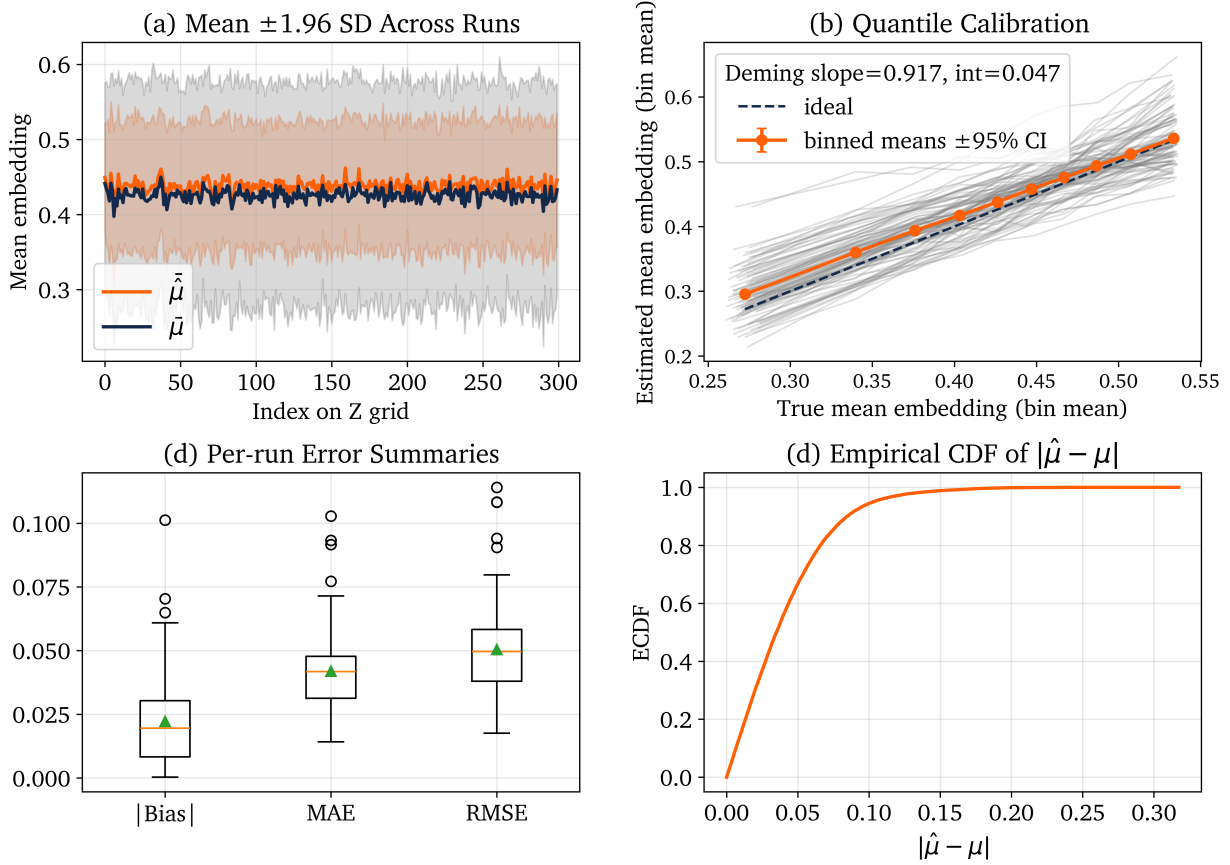 (a) Mean ±1.96 SD Across Runs
Mean embedding
0.6
0.5
0.4
0.3
$\bar{\hat{\mu}}$
$\bar{\mu}$
0 50 100 150 200 250 300
Index on Z grid
(b) Quantile Calibration
Estimated mean embedding (bin mean)
0.6
0.5
0.4
0.3
0.2
Deming slope=0.917, int=0.047
ideal
binned means ±95% CI
0.25 0.30 0.35 0.40 0.45 0.50 0.55
True mean embedding (bin mean)
(d) Per-run Error Summaries
0.100
0.075
0.050
0.025
0.000
|Bias| MAE RMSE
(d) Empirical CDF of |μ̂ − μ|
ECDF
1.0
0.8
0.6
0.4
0.2
0.0
0.00 0.05 0.10 0.15 0.20 0.25 0.30
|μ̂ − μ|